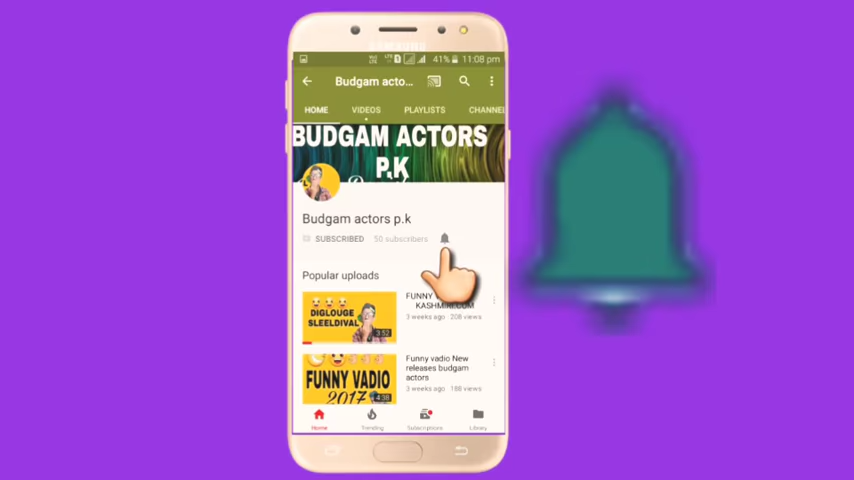 SAMSUNG
41% 11:08 pm
Budgam acto...
HOME VIDEOS PLAYLISTS CHANNEL
BUDGAM ACTORS
P.K
Budgam actors p.k
SUBSCRIBED 50 subscribers
Popular uploads
DIGLOUGE
SLEELDIVAL
3:52
FUNNY
KASHMIRI.COM
3 weeks ago · 208 views
FUNNY VADIO
2017
4:38
Funny vadio New
releases budgam
actors
3 weeks ago · 188 views
Home Trending Subscriptions Library